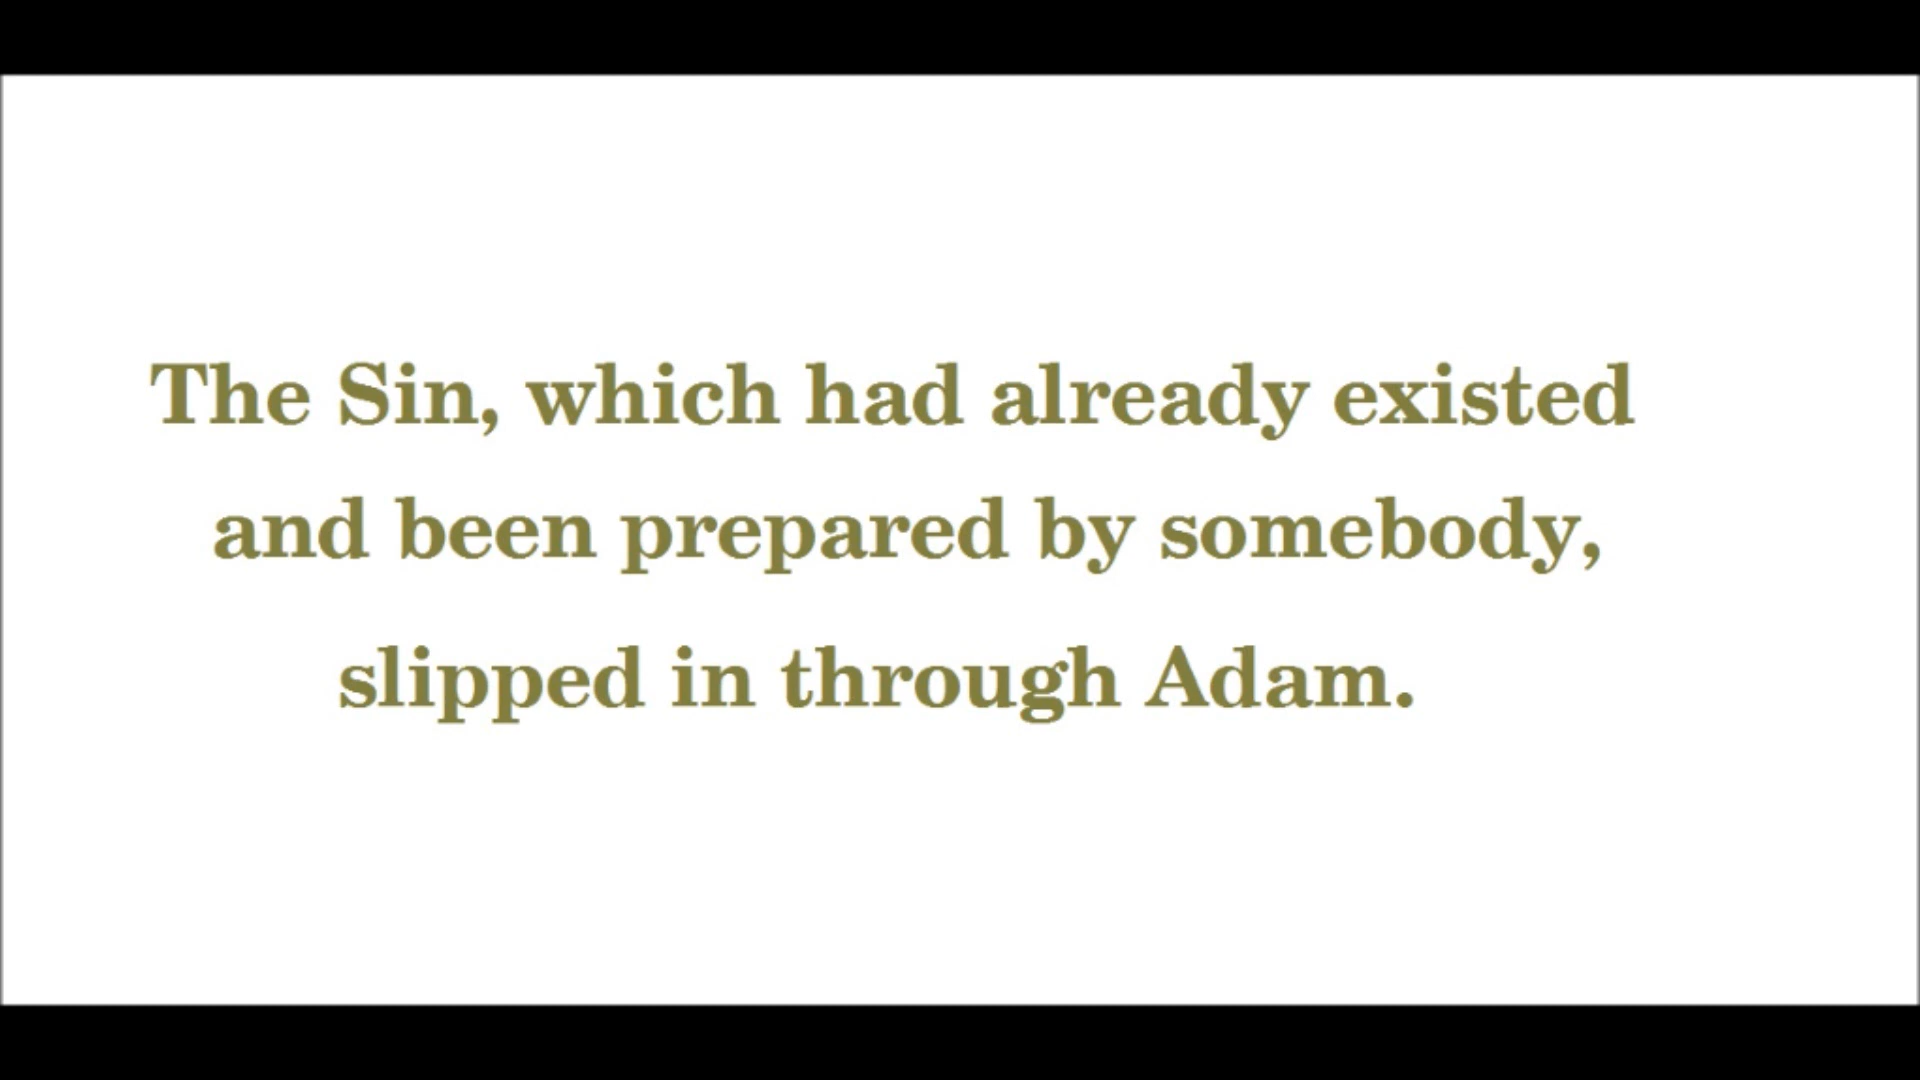 The Sin, which had already existed
and been prepared by somebody,
slipped in through Adam.